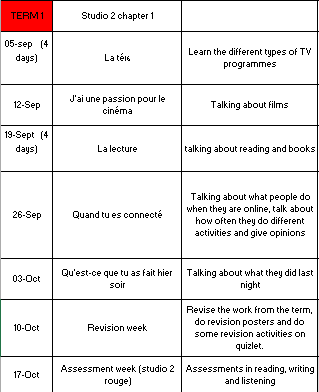 TERM 1
Studio 2 chapter 1
05-sep (4
days)
La télé
Learn the different types of TV
programmes
12-Sep
J'ai une passion pour le
cinéma
Talking about films
19-Sept (4
days)
La lecture
talking about reading and books
26-Sep
Quand tu es connecté
Talking about what people do
when they are online, talk about
how often they do different
activities and give opinions
03-Oct
Qu'est-ce que tu as fait hier
soir
Talking about what they did last
night
10-Oct
Revision week
Revise the work from the term,
do revision posters and do
some revision activities on
quizlet.
17-Oct
Assessment week (studio 2
rouge)
Assessments in reading, writing
and listening